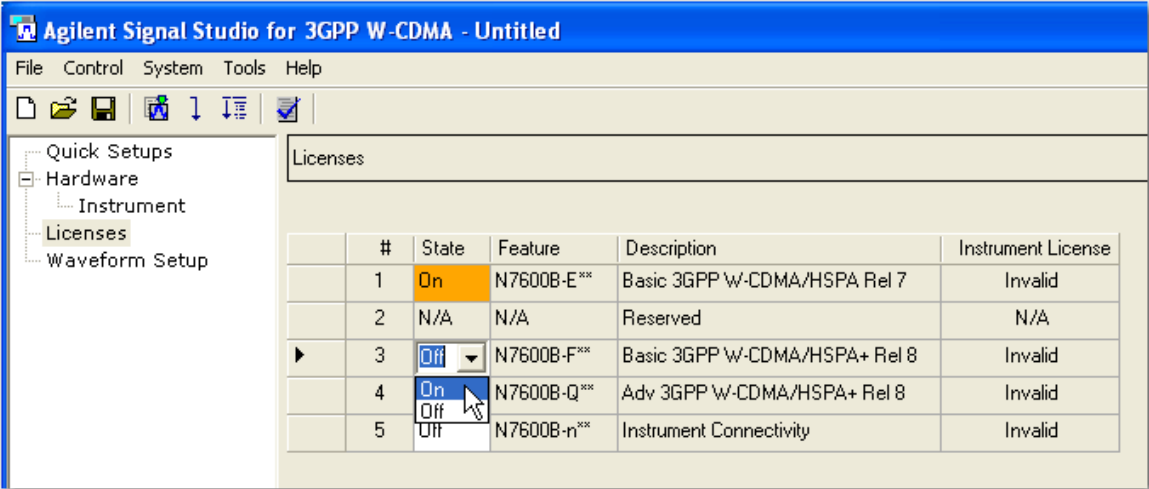 Agilent Signal Studio for 3GPP W-CDMA - Untitled
File Control System Tools Help
Quick Setups
Hardware
Instrument
Licenses
Waveform Setup
Licenses
# State Feature Description Instrument License
1 On N7600B-E** Basic 3GPP W-CDMA/HSPA Rel 7 Invalid
2 N/A N/A Reserved N/A
3 Off N7600B-F** Basic 3GPP W-CDMA/HSPA+ Rel 8 Invalid
On
Off
4 N7600B-Q** Adv 3GPP W-CDMA/HSPA+ Rel 8 Invalid
5 Off N7600B-n** Instrument Connectivity Invalid